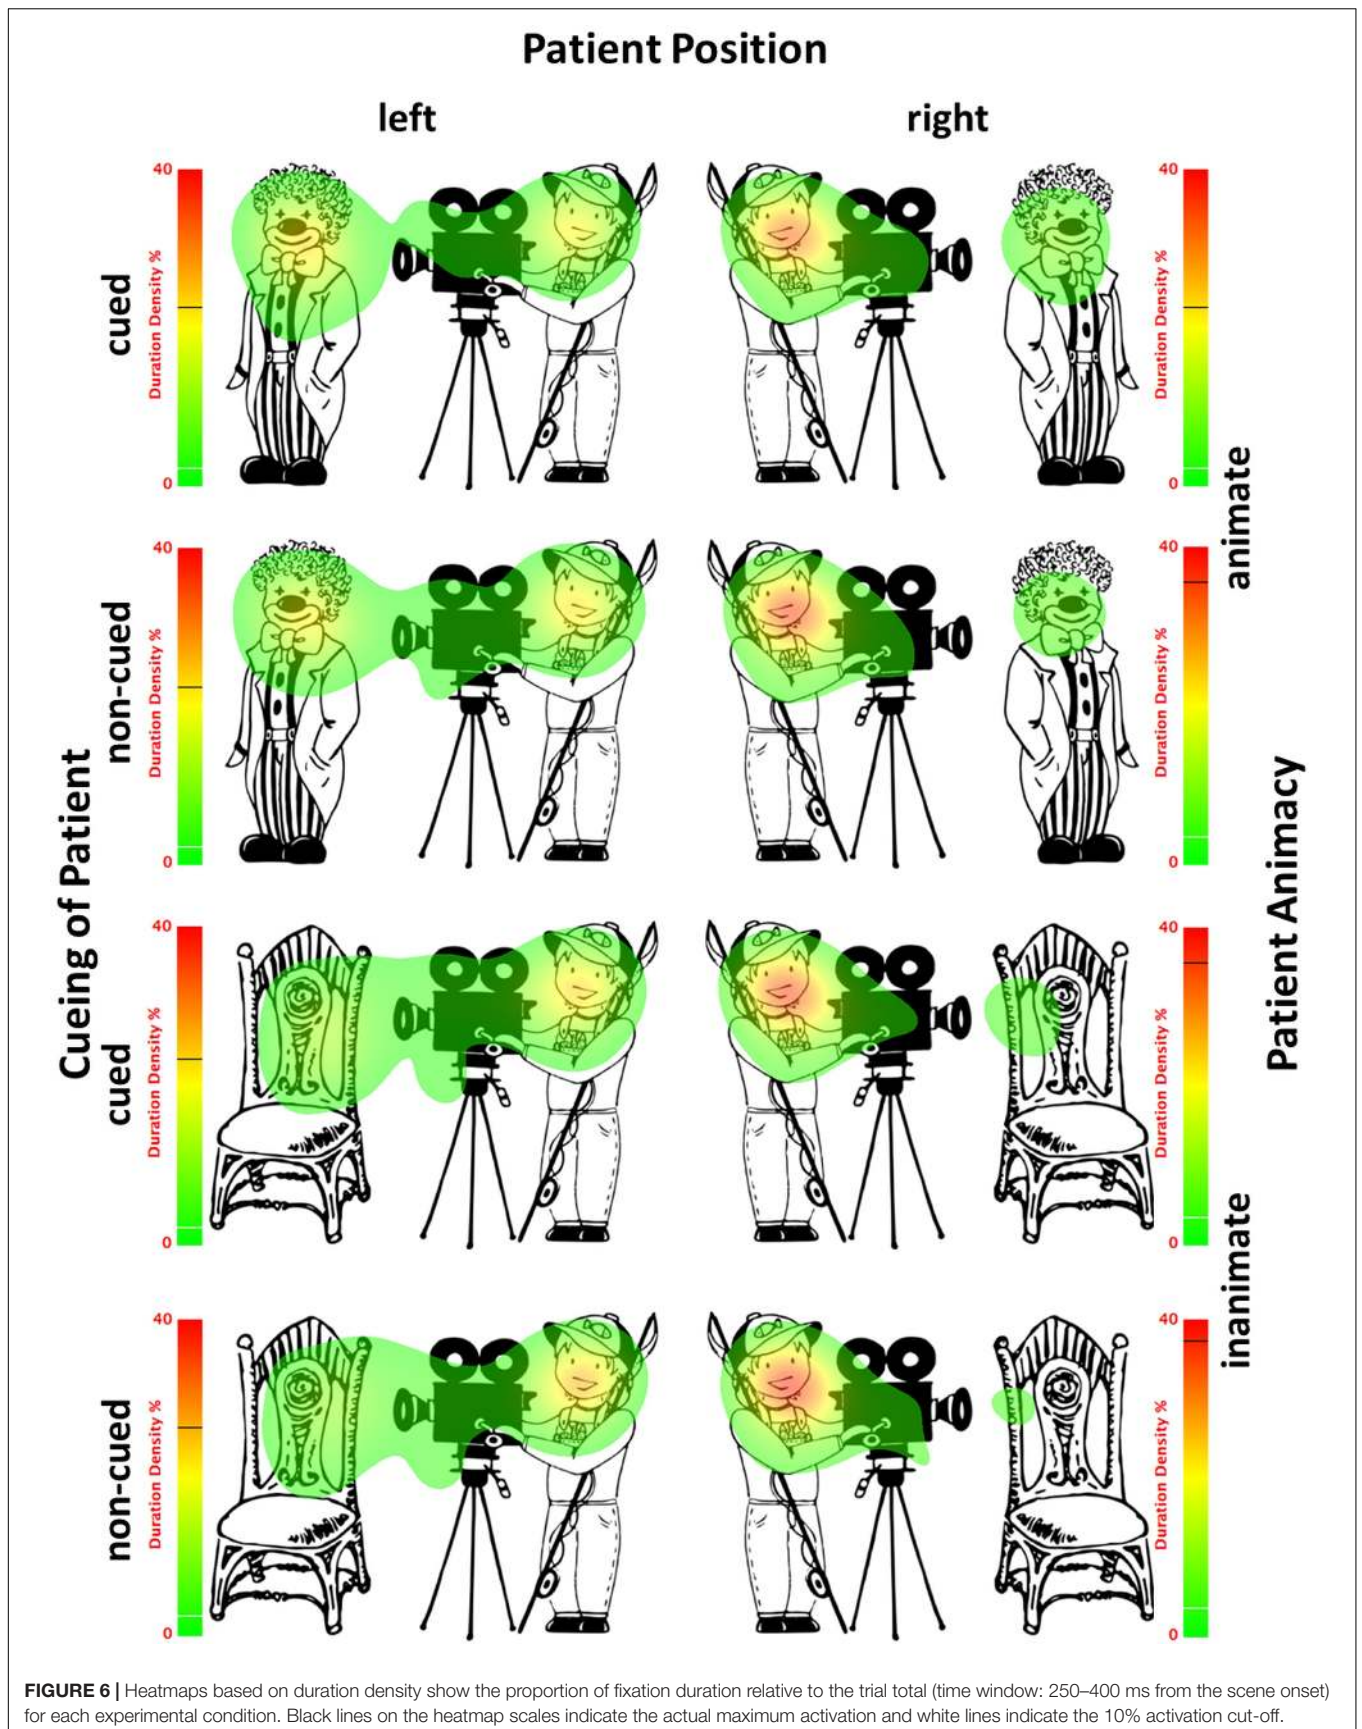 Patient Position
left
right
40
Duration Density %
0
40
Duration Density %
0
cued
animate
40
Duration Density %
0
40
Duration Density %
0
non-cued
Cueing of Patient
Patient Animacy
40
Duration Density %
0
40
Duration Density %
0
cued
inanimate
40
Duration Density %
0
40
Duration Density %
0
non-cued
FIGURE 6 | Heatmaps based on duration density show the proportion of fixation duration relative to the trial total (time window: 250–400 ms from the scene onset)
for each experimental condition. Black lines on the heatmap scales indicate the actual maximum activation and white lines indicate the 10% activation cut-off.